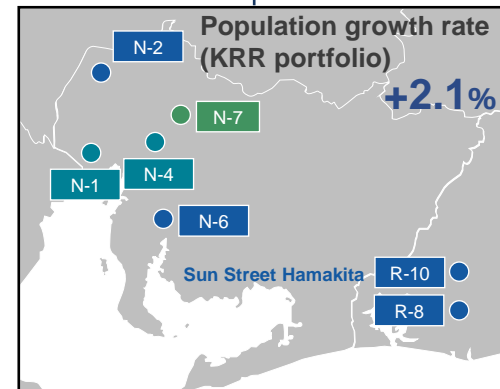 Population growth rate
(KRR portfolio)
+2.1%
N-2
N-7
N-4
N-1
N-6
Sun Street Hamakita
R-10
R-8